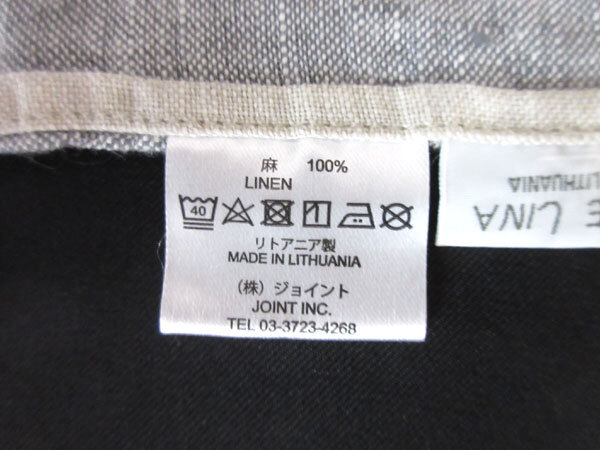 麻 100%
LINEN
40
リトアニア製
MADE IN LITHUANIA
(株) ジョイント
JOINT INC.
TEL 03-3723-4268
E LINA
LITHUANIA